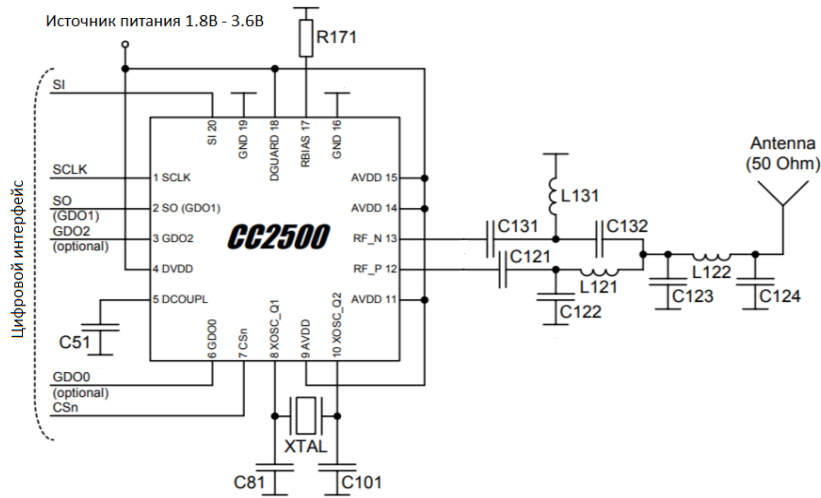 Источник питания 1.8В - 3.6В
R171
SI
SI 20
GND 19
DGUARD 18
RBIAS 17
GND 16
Antenna
(50 Ohm)
SCLK
1 SCLK
AVDD 15
L131
SO
(GDO1)
2 SO (GDO1)
AVDD 14
C131
C132
GDO2
(optional)
3 GDO2
CC2500
RF_N 13
C121
4 DVDD
RF_P 12
L121
L122
5 DCOUPL
AVDD 11
C122
C123
C124
Цифровой интерфейс
C51
6 GDO0
7 CSn
8 XOSC_Q1
9 AVDD
10 XOSC_Q2
GDO0
(optional)
CSn
XTAL
C81
C101